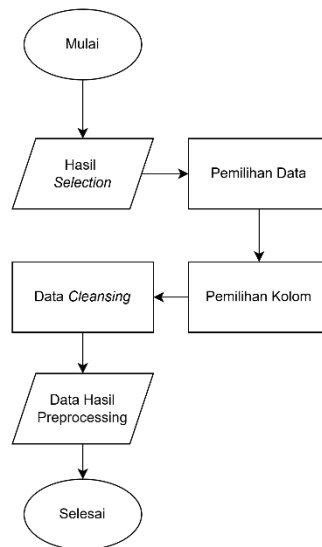 Mulai
Hasil
Selection
Pemilihan Data
Pemilihan Kolom
Data Cleansing
Data Hasil
Preprocessing
Selesai